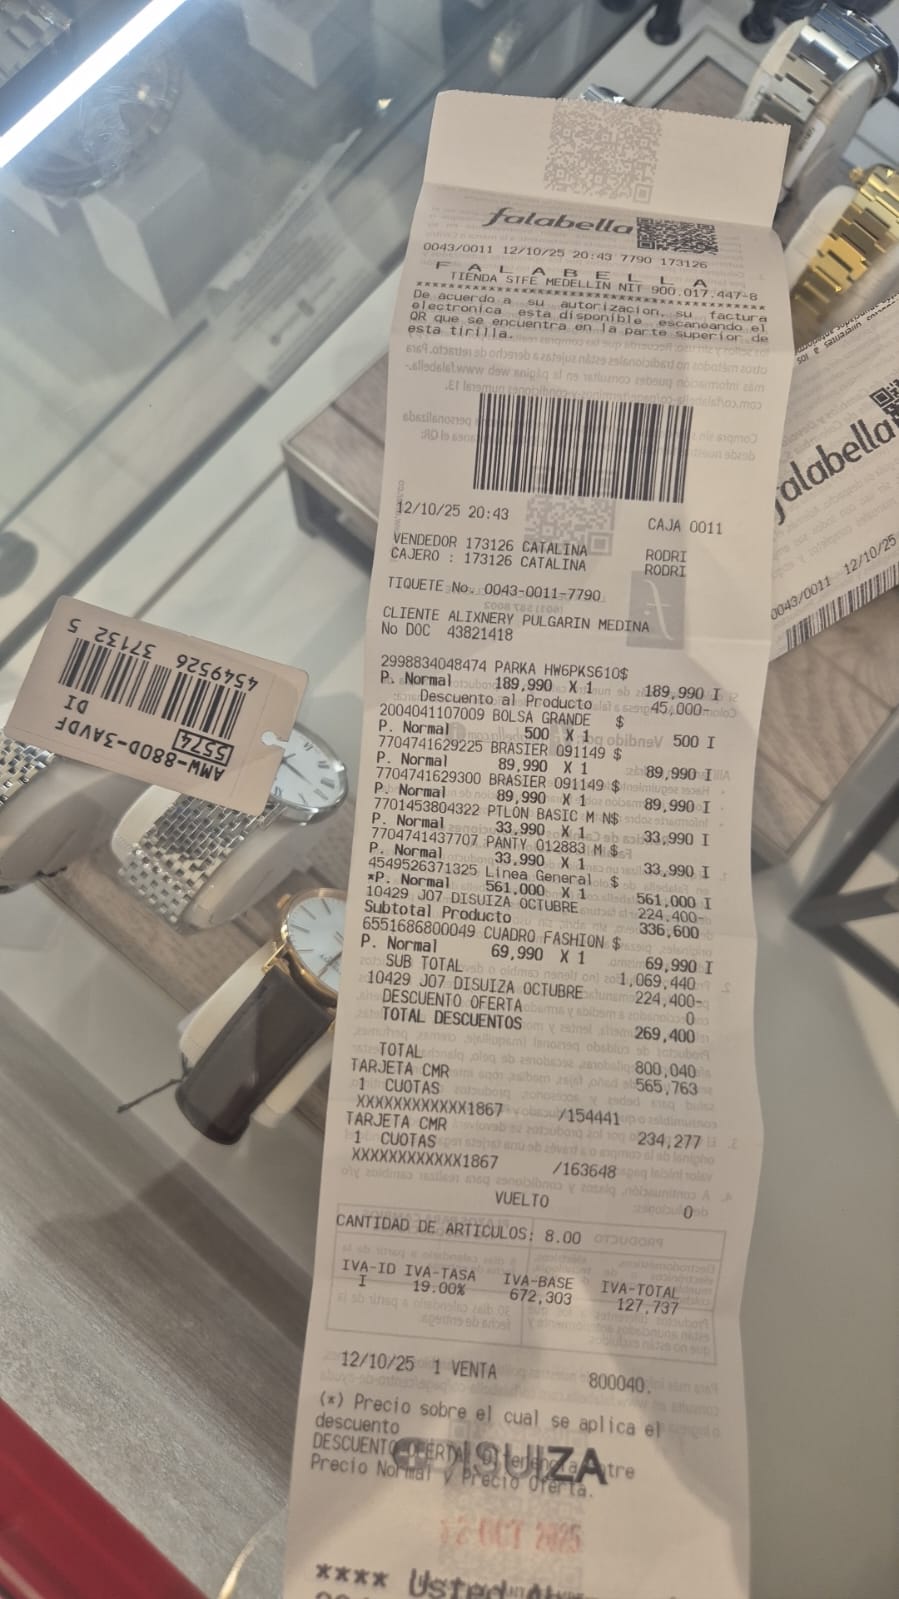 falabella
0043/0011 12/10/25 20:43 7790 173126
F A L A B E L L A
TIENDA STFE MEDELLIN NIT 900.017.447-8
****************************************
De acuerdo a su autorizacion, su factura
electronica esta disponible escaneando el
QR que se encuentra en la parte superior de
esta tirilla.
12/10/25 20:43 CAJA 0011
VENDEDOR 173126 CATALINA RODRI
CAJERO : 173126 CATALINA RODRI
TIQUETE No. 0043-0011-7790
CLIENTE ALIXNERY PULGARIN MEDINA
No DOC 43821418
2998834048474 PARKA HW6PKS610$
P. Normal 189,990 X 1 189,990 I
Descuento al Producto 45,000-
2004041107009 BOLSA GRANDE $
P. Normal 500 X 1 500 I
7704741629225 BRASIER 091149 $
P. Normal 89,990 X 1 89,990 I
7704741629300 BRASIER 091149 $
P. Normal 89,990 X 1 89,990 I
7701453804322 PTLON BASIC M N$
P. Normal 33,990 X 1 33,990 I
7704741437707 PANTY 012883 M $
P. Normal 33,990 X 1 33,990 I
4549526371325 Linea General $
*P. Normal 561,000 X 1 561,000 I
10429 J07 DISUIZA OCTUBRE 224,400-
Subtotal Producto 336,600
6551686800049 CUADRO FASHION $
P. Normal 69,990 X 1 69,990 I
SUB TOTAL 1,069,440
10429 J07 DISUIZA OCTUBRE 224,400-
DESCUENTO OFERTA 0
TOTAL DESCUENTOS 269,400
TOTAL 800,040
TARJETA CMR 565,763
1 CUOTAS
XXXXXXXXXXXX1867 /154441
TARJETA CMR 234,277
1 CUOTAS
XXXXXXXXXXXX1867 /163648
VUELTO 0
CANTIDAD DE ARTICULOS: 8.00
IVA-ID IVA-TASA IVA-BASE IVA-TOTAL
I 19.00% 672,303 127,737
12/10/25 1 VENTA 800040.
(*) Precio sobre el cual se aplica el
descuento
DESCUENTO OFERTA: Diferencia entre
Precio Normal y Precio Oferta.
DISUIZA
12 OCT 2025
**** Usted
AMW-880D-3AVDF
5574 DI
4549526 37132 5
falabella
0043/0011 12/10/25